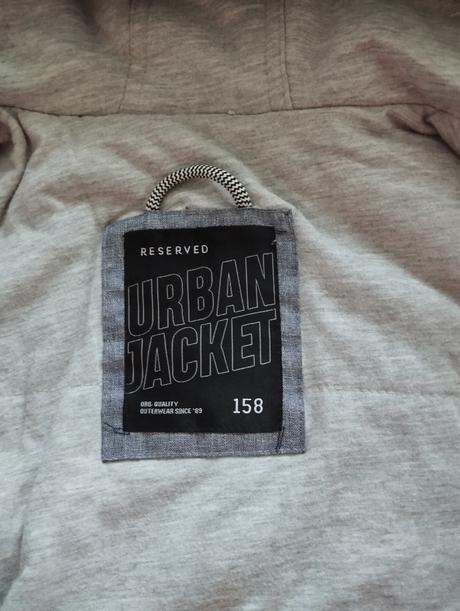 RESERVED
URBAN
JACKET
ORG. QUALITY
OUTERWEAR SINCE '89
158